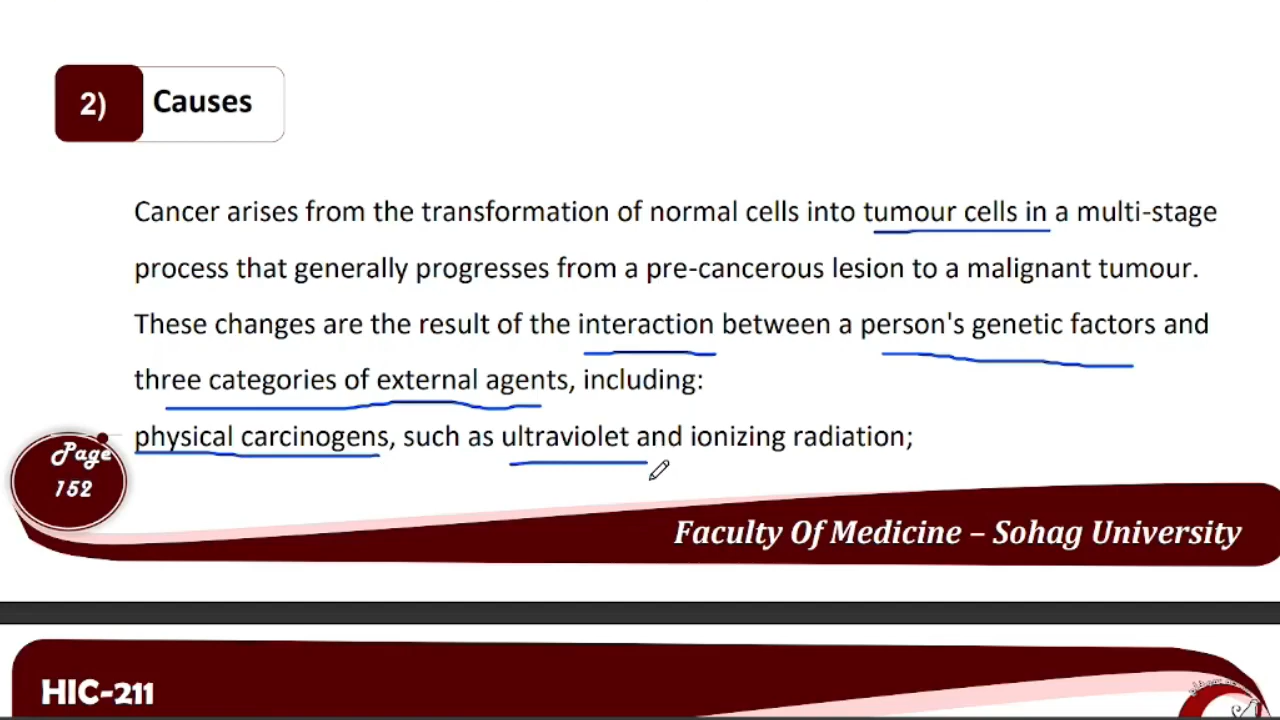 2) Causes
Cancer arises from the transformation of normal cells into tumour cells in a multi-stage
process that generally progresses from a pre-cancerous lesion to a malignant tumour.
These changes are the result of the interaction between a person's genetic factors and
three categories of external agents, including:
physical carcinogens, such as ultraviolet and ionizing radiation;
Page
152
Faculty Of Medicine – Sohag University
HIC-211